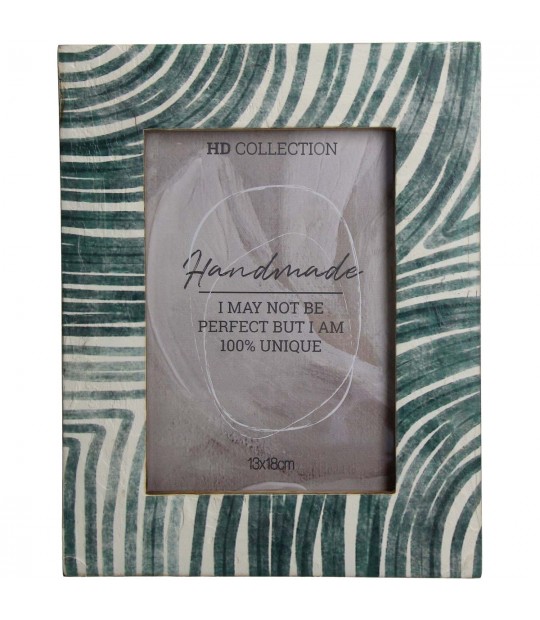 HD COLLECTION
Handmade
I MAY NOT BE
PERFECT BUT I AM
100% UNIQUE
13x18cm